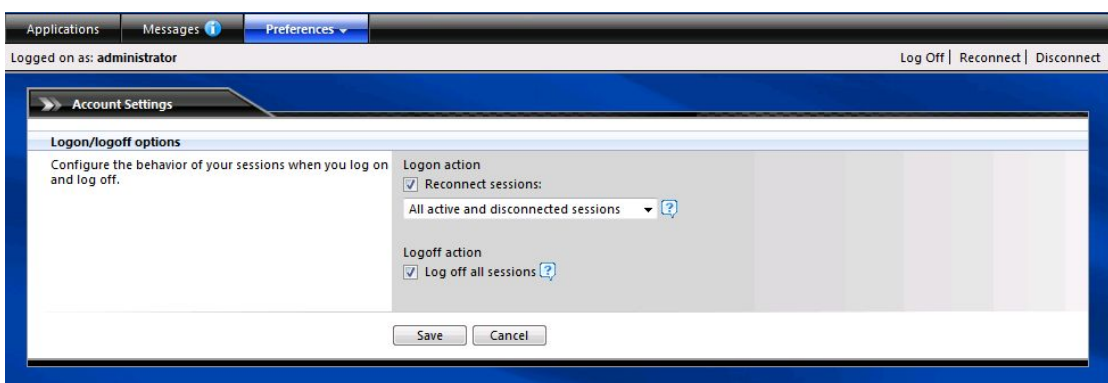 Applications Messages Preferences
Logged on as: administrator Log Off | Reconnect | Disconnect
Account Settings
Logon/logoff options
Configure the behavior of your sessions when you log on
and log off.
Logon action
Reconnect sessions:
All active and disconnected sessions ?
Logoff action
Log off all sessions ?
Save Cancel